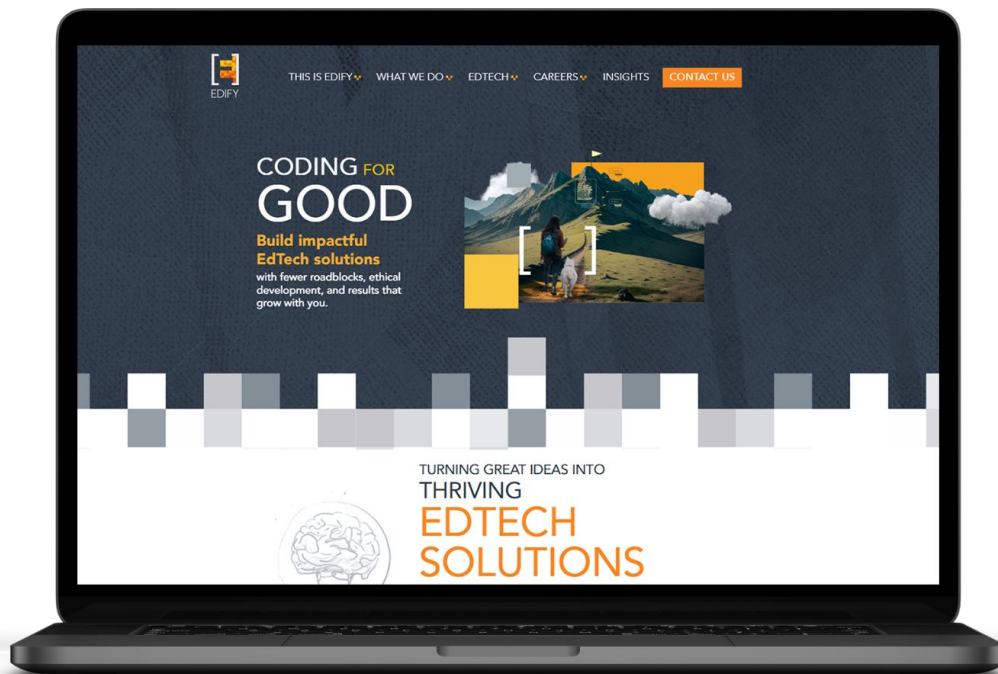 EDIFY
THIS IS EDIFY WHAT WE DO EDTECH CAREERS INSIGHTS CONTACT US
CODING FOR
GOOD
Build impactful
EdTech solutions
with fewer roadblocks, ethical
development, and results that
grow with you.
TURNING GREAT IDEAS INTO
THRIVING
EDTECH
SOLUTIONS